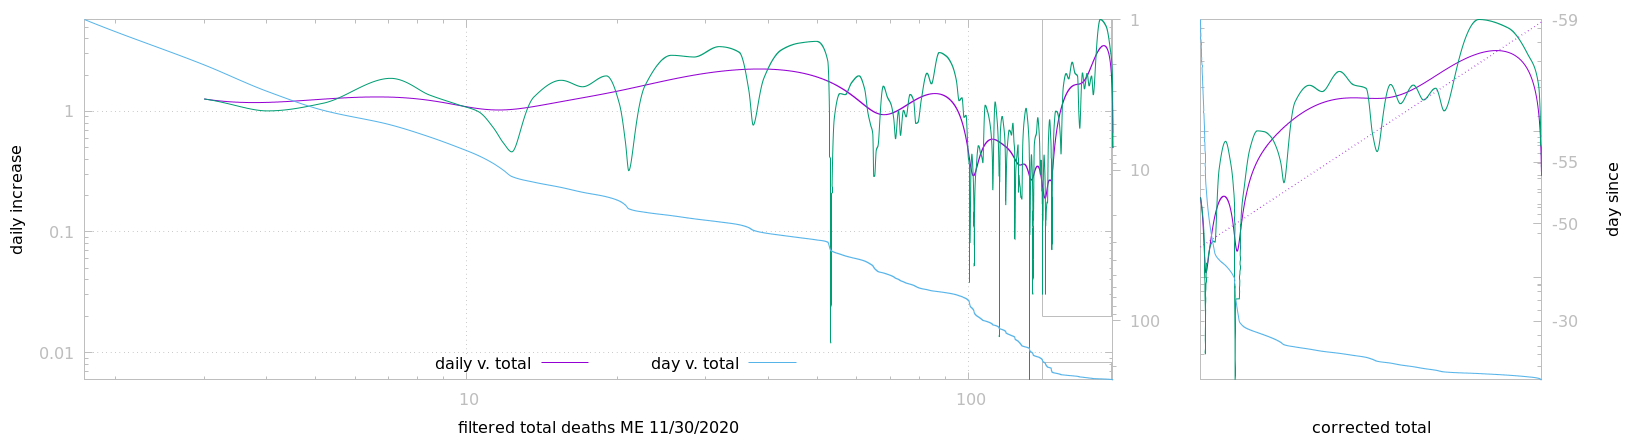 daily increase
1
0.1
0.01
10
100
daily v. total
day v. total
filtered total deaths ME 11/30/2020
1
10
100
-59
-55
-50
-30
day since
corrected total